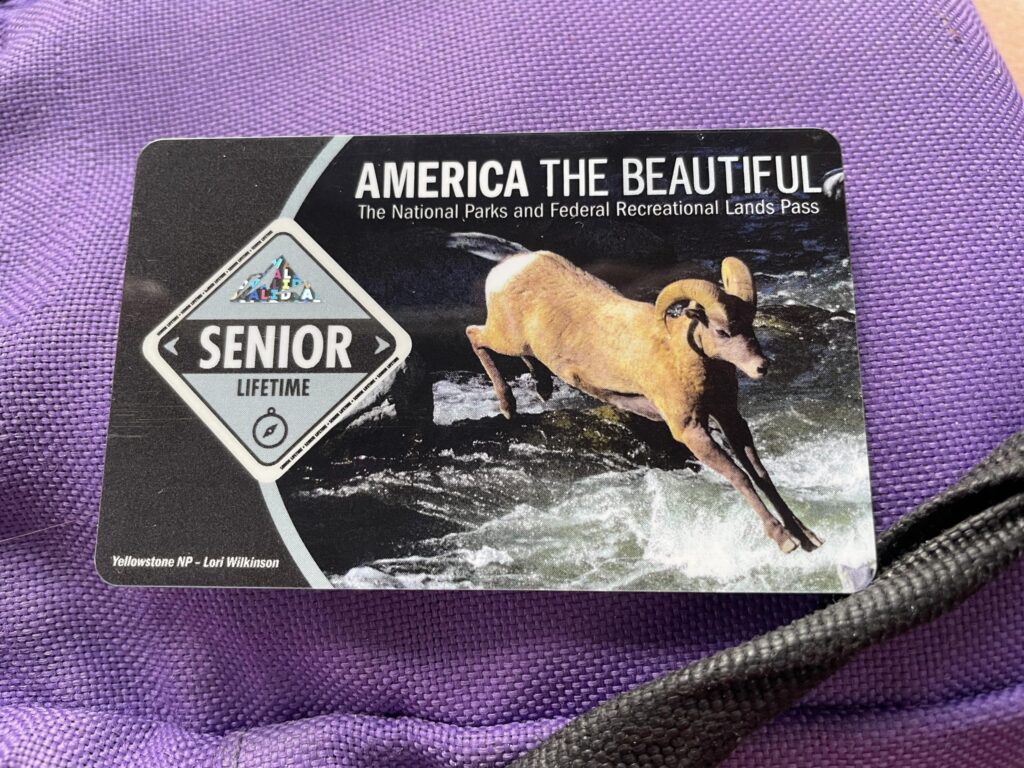 AMERICA THE BEAUTIFUL
The National Parks and Federal Recreational Lands Pass
SENIOR
LIFETIME
Yellowstone NP – Lori Wilkinson